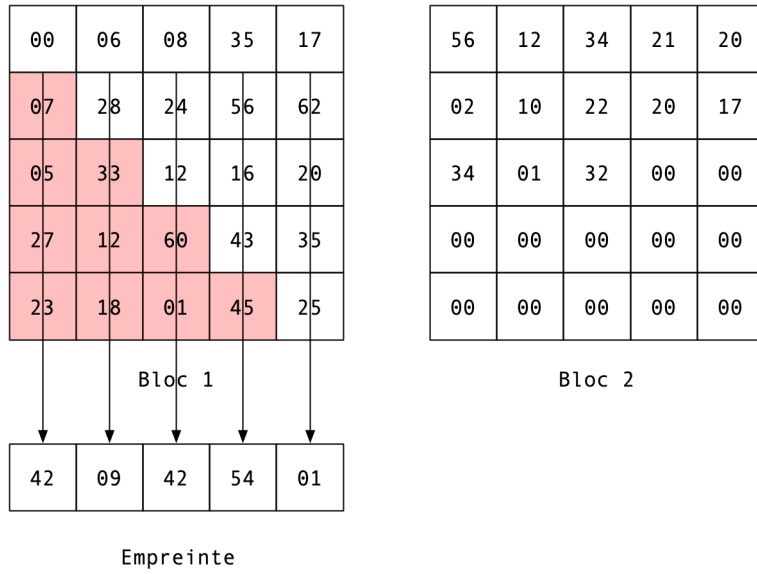 00 06 08 35 17 56 12 34 21 20
07 28 24 56 62 02 10 22 20 17
05 33 12 16 20 34 01 32 00 00
27 12 60 43 35 00 00 00 00 00
23 18 01 45 25 00 00 00 00 00
Bloc 1 Bloc 2
42 09 42 54 01
Empreinte